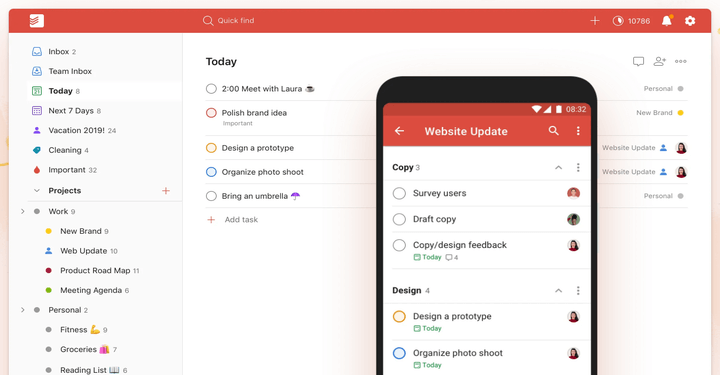 Quick find
10786
Inbox 2
Team Inbox
Today 8
Next 7 Days 8
Vacation 2019! 24
Cleaning 4
Important 32
Projects
Work 9
New Brand 9
Web Update 10
Product Road Map 11
Meeting Agenda 6
Personal 2
Fitness 💪 9
Groceries 🛍️ 7
Reading List 📖 6
Today
2:00 Meet with Laura ☕
Personal
Polish brand idea
Important
New Brand
Design a prototype
Website Update
Organize photo shoot
Website Update
Bring an umbrella ☂️
Personal
Add task
08:32
Website Update
Copy 3
Survey users
Draft copy
Copy/design feedback
Today 4
Design 4
Design a prototype
Today
Organize photo shoot
Today